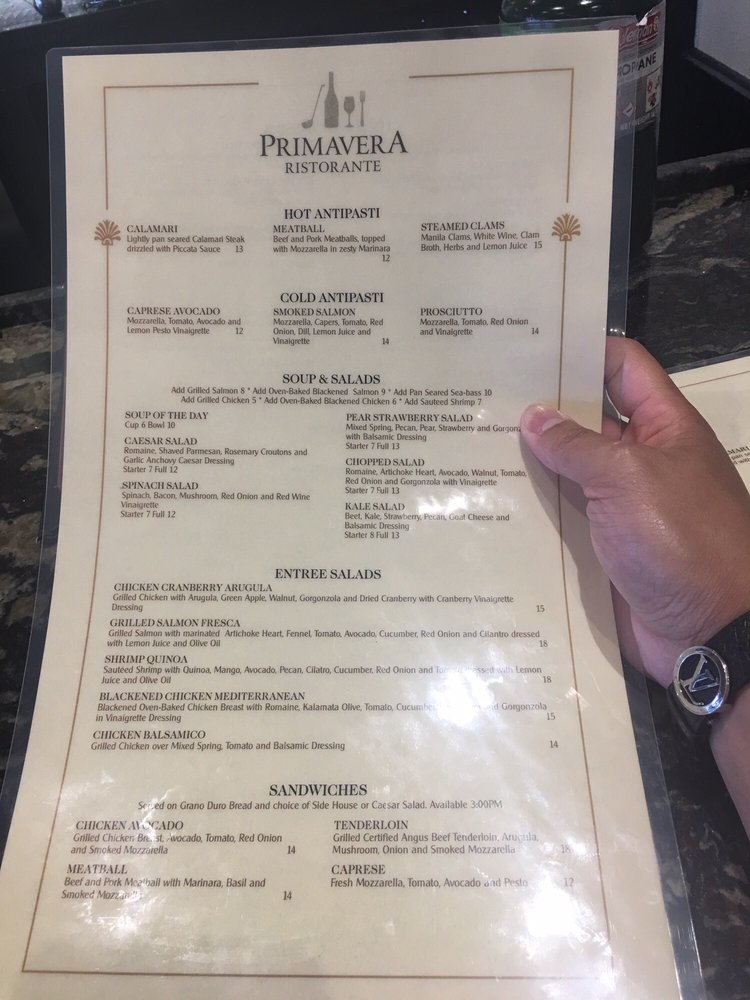 PRIMAVERA
RISTORANTE
HOT ANTIPASTI
CALAMARI
Lightly pan seared Calamari Steak
drizzled with Piccata Sauce 13
MEATBALL
Beef and Pork Meatballs, topped
with Mozzarella in zesty Marinara
12
STEAMED CLAMS
Manila Clams, White Wine, Clam
Broth, Herbs and Lemon Juice 15
COLD ANTIPASTI
CAPRESE AVOCADO
Mozzarella, Tomato, Avocado and
Lemon Pesto Vinaigrette 12
SMOKED SALMON
Mozzarella, Capers, Tomato, Red
Onion, Dill, Lemon Juice and
Vinaigrette 14
PROSCIUTTO
Mozzarella, Tomato, Red Onion
and Vinaigrette 14
SOUP & SALADS
Add Grilled Salmon 8 * Add Oven-Baked Blackened Salmon 9 * Add Pan Seared Sea-bass 10
Add Grilled Chicken 5 * Add Oven-Baked Blackened Chicken 6 * Add Sauteed Shrimp 7
SOUP OF THE DAY
Cup 6 Bowl 10
CAESAR SALAD
Romaine, Shaved Parmesan, Rosemary Croutons and
Garlic Anchovy Caesar Dressing
Starter 7 Full 12
SPINACH SALAD
Spinach, Bacon, Mushroom, Red Onion and Red Wine
Vinaigrette
Starter 7 Full 12
PEAR STRAWBERRY SALAD
Mixed Spring, Pecan, Pear, Strawberry and Gorgonz
with Balsamic Dressing
Starter 7 Full 13
CHOPPED SALAD
Romaine, Artichoke Heart, Avocado, Walnut, Tomato,
Red Onion and Gorgonzola with Vinaigrette
Starter 7 Full 13
KALE SALAD
Beet, Kale, Strawberry, Pecan, Goat Cheese and
Balsamic Dressing
Starter 8 Full 13
ENTREE SALADS
CHICKEN CRANBERRY ARUGULA
Grilled Chicken with Arugula, Green Apple, Walnut, Gorgonzola and Dried Cranberry with Cranberry Vinaigrette
Dressing 15
GRILLED SALMON FRESCA
Grilled Salmon with marinated Artichoke Heart, Fennel, Tomato, Avocado, Cucumber, Red Onion and Cilantro dressed
with Lemon Juice and Olive Oil 18
SHRIMP QUINOA
Sautéed Shrimp with Quinoa, Mango, Avocado, Pecan, Cilatro, Cucumber, Red Onion and Tomato dressed with Lemon
Juice and Olive Oil 18
BLACKENED CHICKEN MEDITERRANEAN
Blackened Oven-Baked Chicken Breast with Romaine, Kalamata Olive, Tomato, Cucumber, and Gorgonzola
in Vinaigrette Dressing 15
CHICKEN BALSAMICO
Grilled Chicken over Mixed Spring, Tomato and Balsamic Dressing 14
SANDWICHES
Served on Grano Duro Bread and choice of Side House or Caesar Salad. Available 3:00PM
CHICKEN AVOCADO
Grilled Chicken Breast, Avocado, Tomato, Red Onion
and Smoked Mozzarella 14
TENDERLOIN
Grilled Certified Angus Beef Tenderloin, Arugula,
Mushroom, Onion and Smoked Mozzarella 18
MEATBALL
Beef and Pork Meatball with Marinara, Basil and
Smoked Mozzarella 14
CAPRESE
Fresh Mozzarella, Tomato, Avocado and Pesto 12